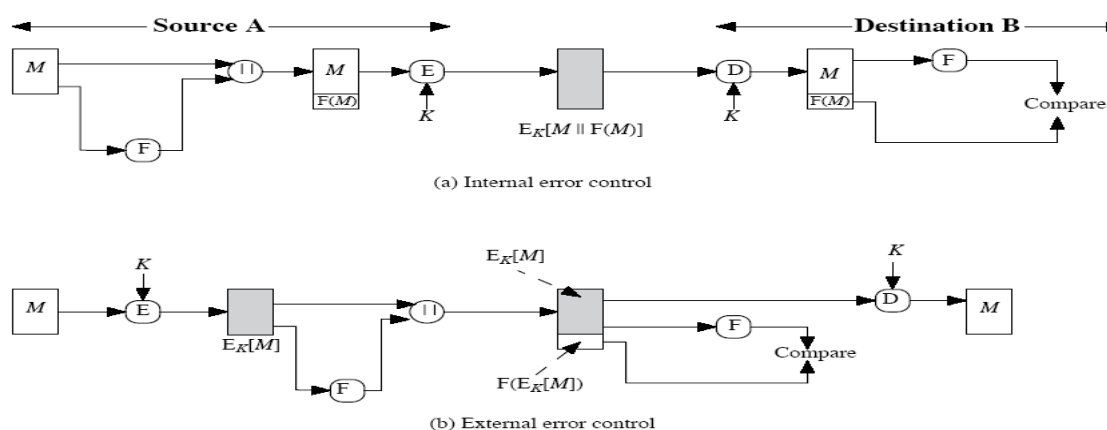 Source A
Destination B
M
F
||
M
F(M)
E
K
E_K[M || F(M)]
D
K
M
F(M)
F
Compare
(a) Internal error control
M
K
E
E_K[M]
F
||
E_K[M]
F(E_K[M])
F
Compare
K
D
M
(b) External error control